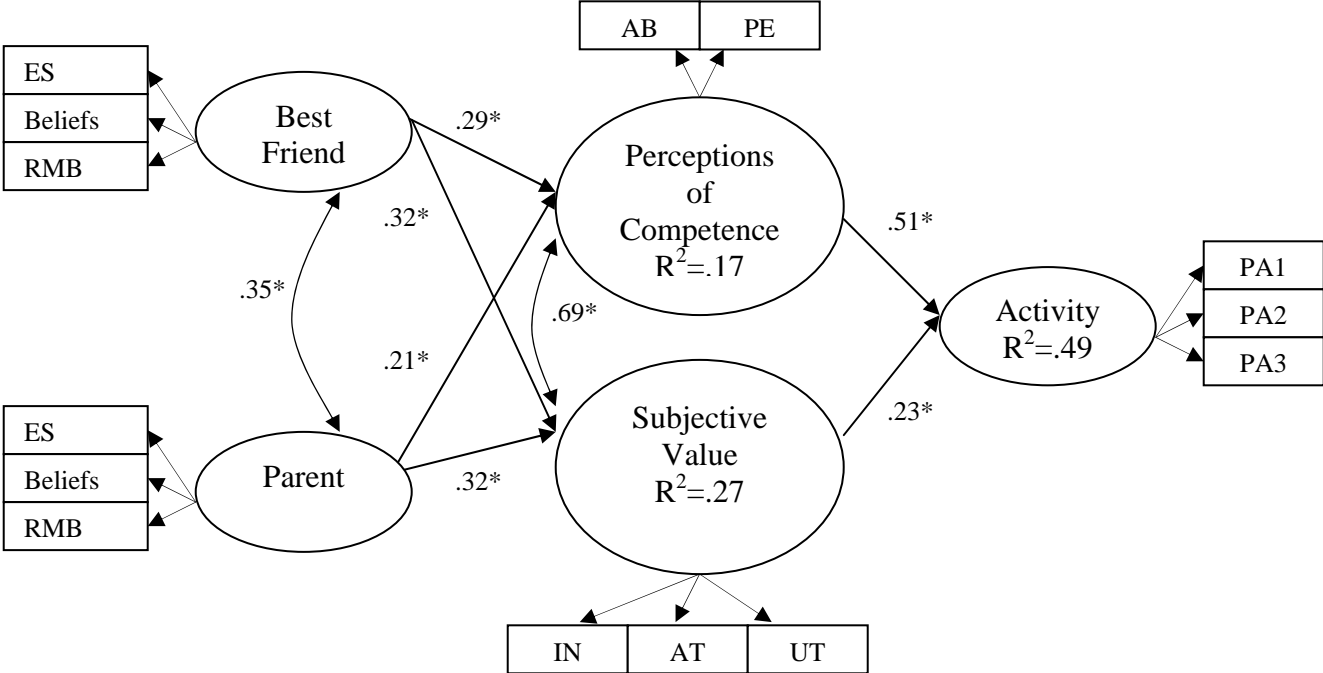 AB
PE
ES
Beliefs
RMB
Best
Friend
.29*
.32*
Perceptions
of
Competence
R²=.17
.51*
.35*
.69*
.21*
PA1
PA2
PA3
Activity
R²=.49
ES
Beliefs
RMB
Parent
.32*
Subjective
Value
R²=.27
.23*
IN
AT
UT